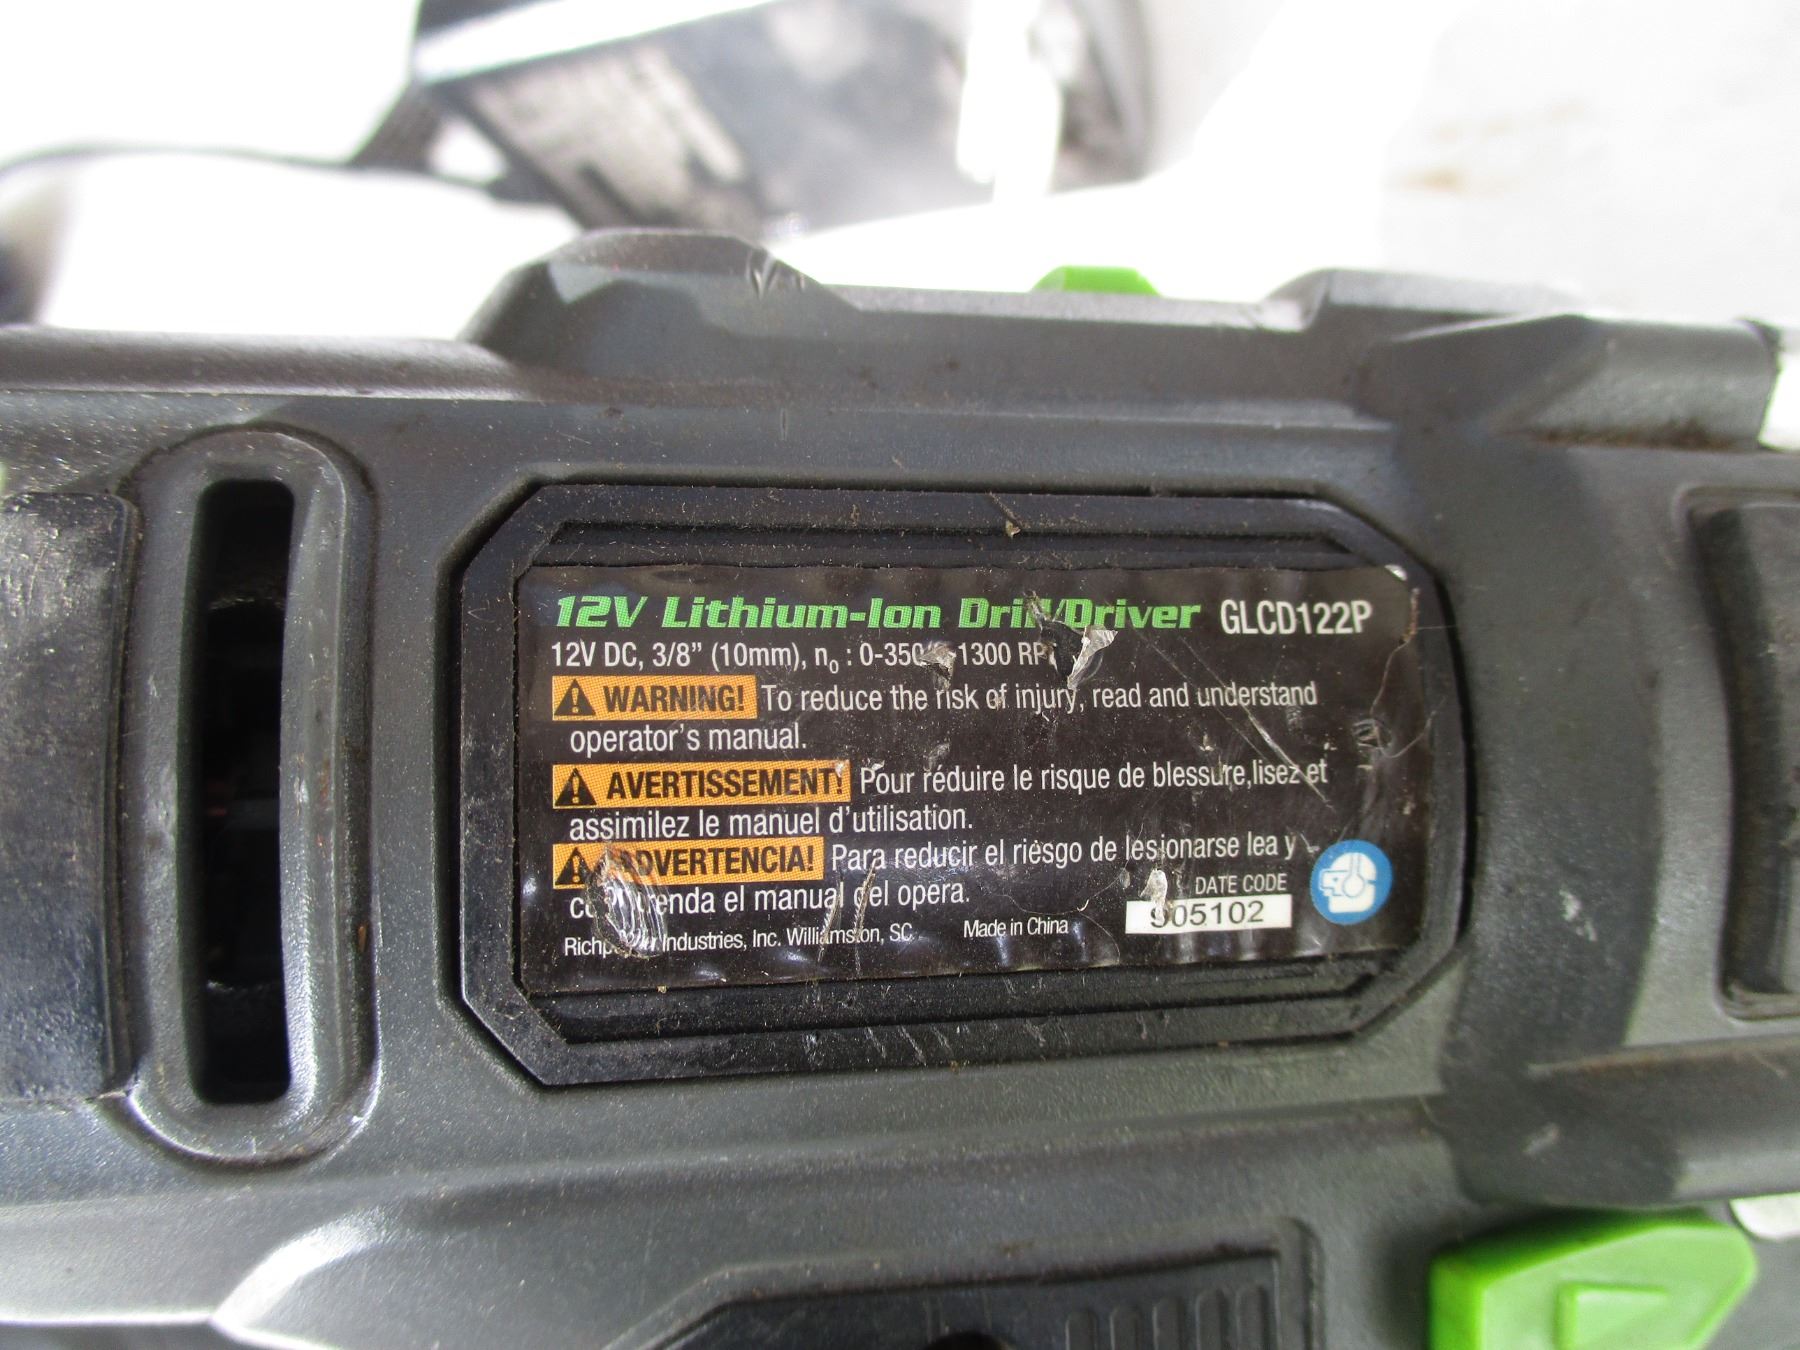 12V Lithium-Ion Drill/Driver GLCD122P
12V DC, 3/8" (10mm), n₀ : 0-350 1300
WARNING! To reduce the risk of injury, read and understand
operator's manual.
AVERTISSEMENT! Pour réduire le risque de blessure,lisez et
assimilez le manuel d'utilisation.
ADVERTENCIA! Para reducir el riesgo de lesionarse lea y
el manual del opera.
DATE CODE
905102
Industries, Inc. Williamston, SC Made in China